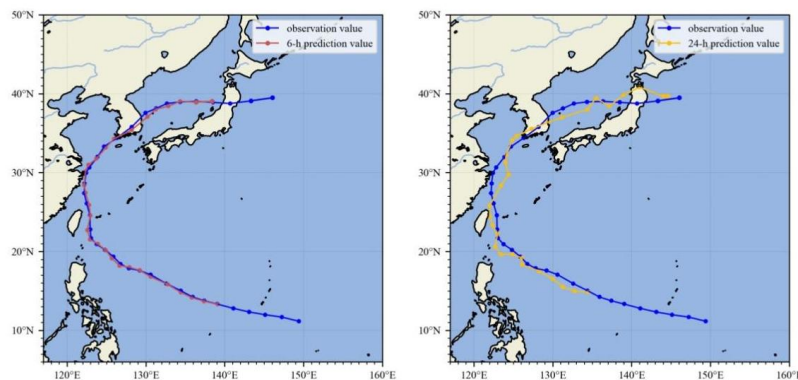 50°N
40°N
30°N
20°N
10°N
120°E 130°E 140°E 150°E 160°E
observation value
6-h prediction value
50°N
40°N
30°N
20°N
10°N
120°E 130°E 140°E 150°E 160°E
observation value
24-h prediction value